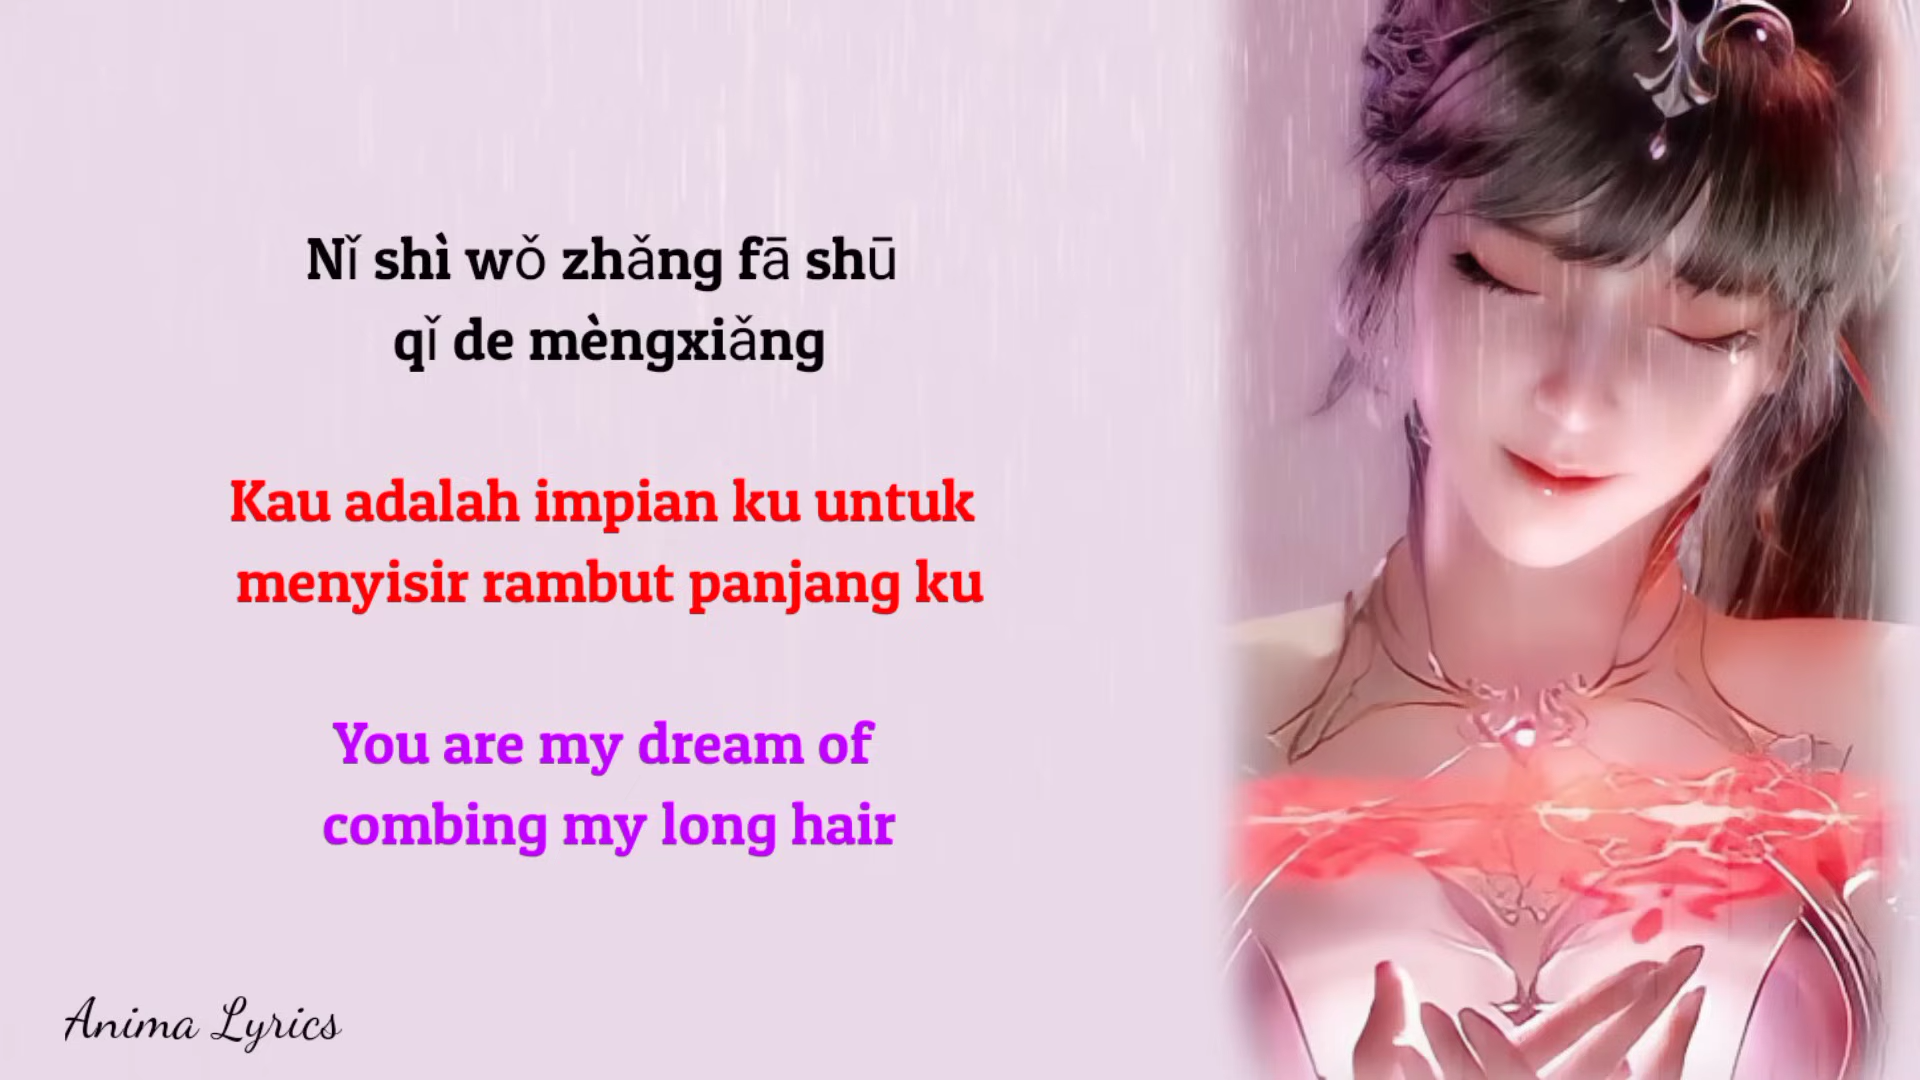 Nǐ shì wǒ zhǎng fā shū
qǐ de mèngxiǎng
Kau adalah impian ku untuk
menyisir rambut panjang ku
You are my dream of
combing my long hair
Anima Lyrics